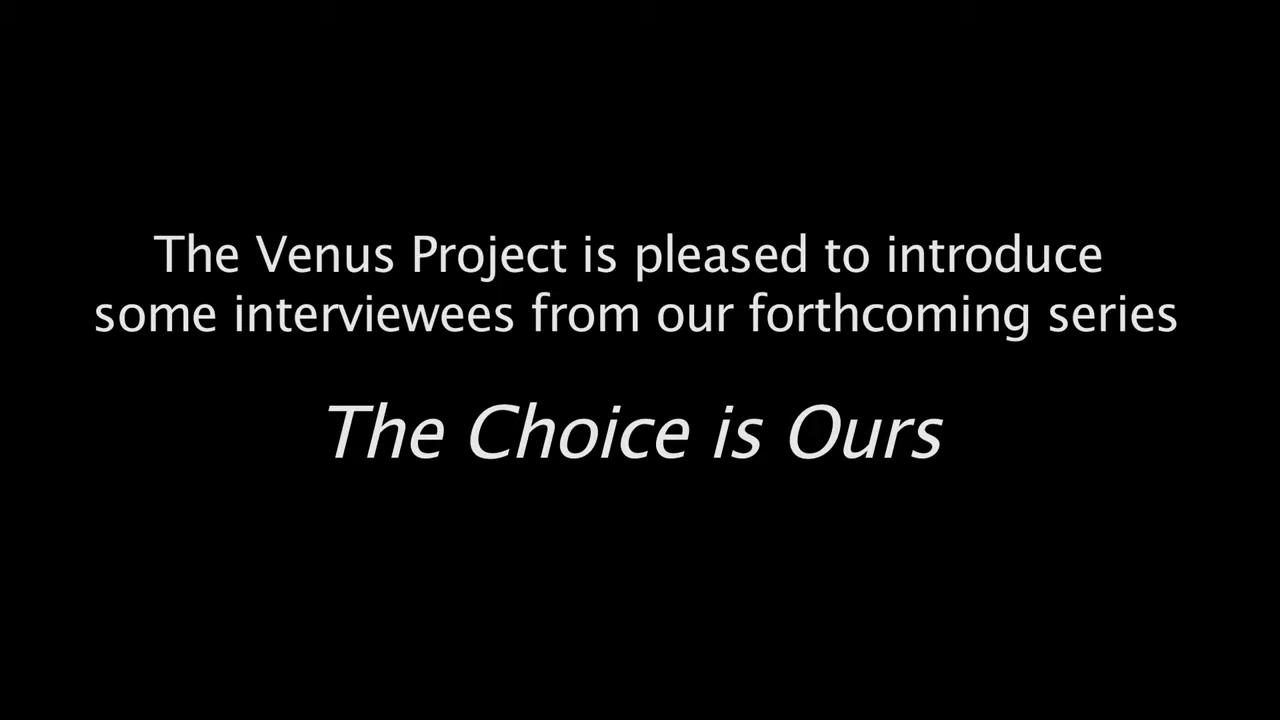 The Venus Project is pleased to introduce
some interviewees from our forthcoming series
The Choice is Ours